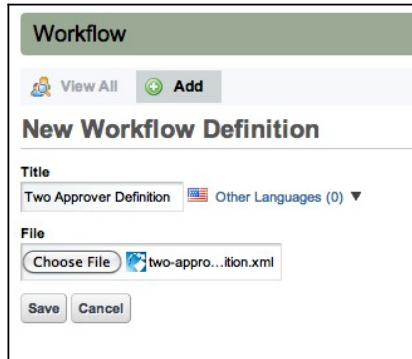 Workflow
View All Add
New Workflow Definition
Title
Two Approver Definition Other Languages (0) ▼
File
Choose File two-appro...ition.xml
Save Cancel